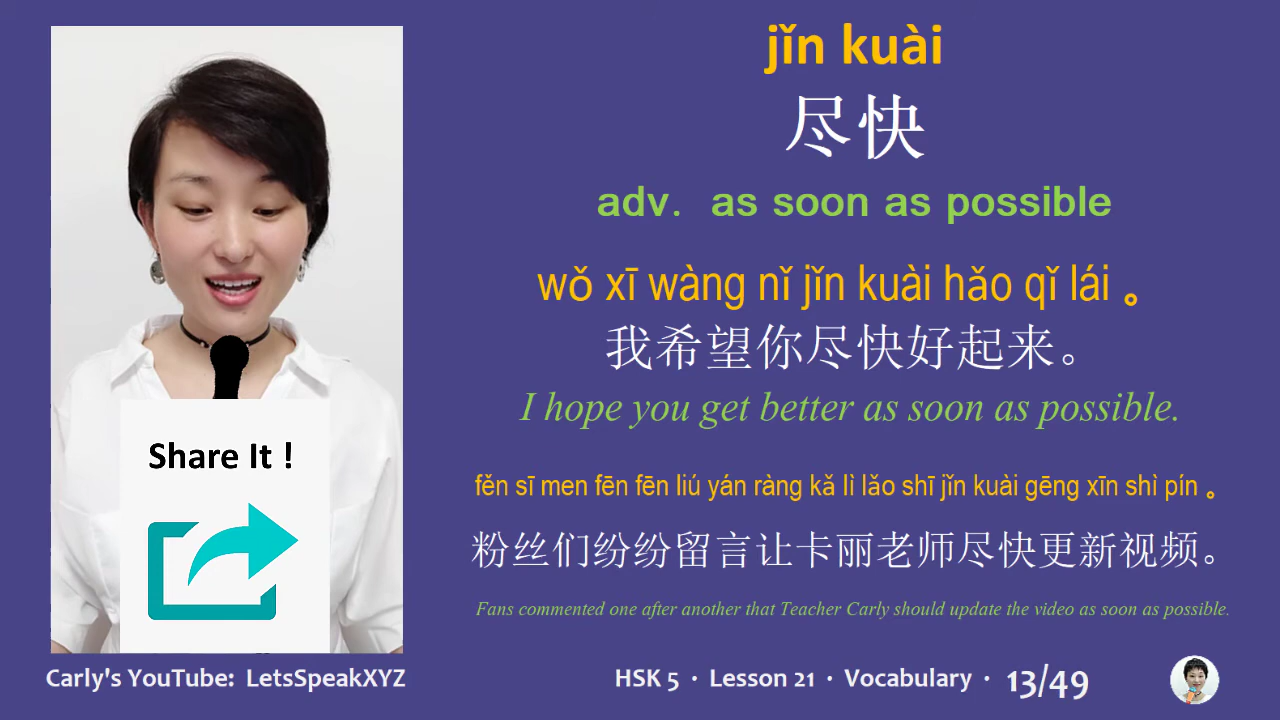 jǐn kuài
尽快
adv. as soon as possible
wǒ xī wàng nǐ jǐn kuài hǎo qǐ lái 。
我希望你尽快好起来。
I hope you get better as soon as possible.
fěn sī men fēn fēn liú yán ràng kǎ lì lǎo shī jǐn kuài gēng xīn shì pín 。
粉丝们纷纷留言让卡丽老师尽快更新视频。
Fans commented one after another that Teacher Carly should update the video as soon as possible.
Share It !
Carly's YouTube: LetsSpeakXYZ
HSK 5 · Lesson 21 · Vocabulary · 13/49